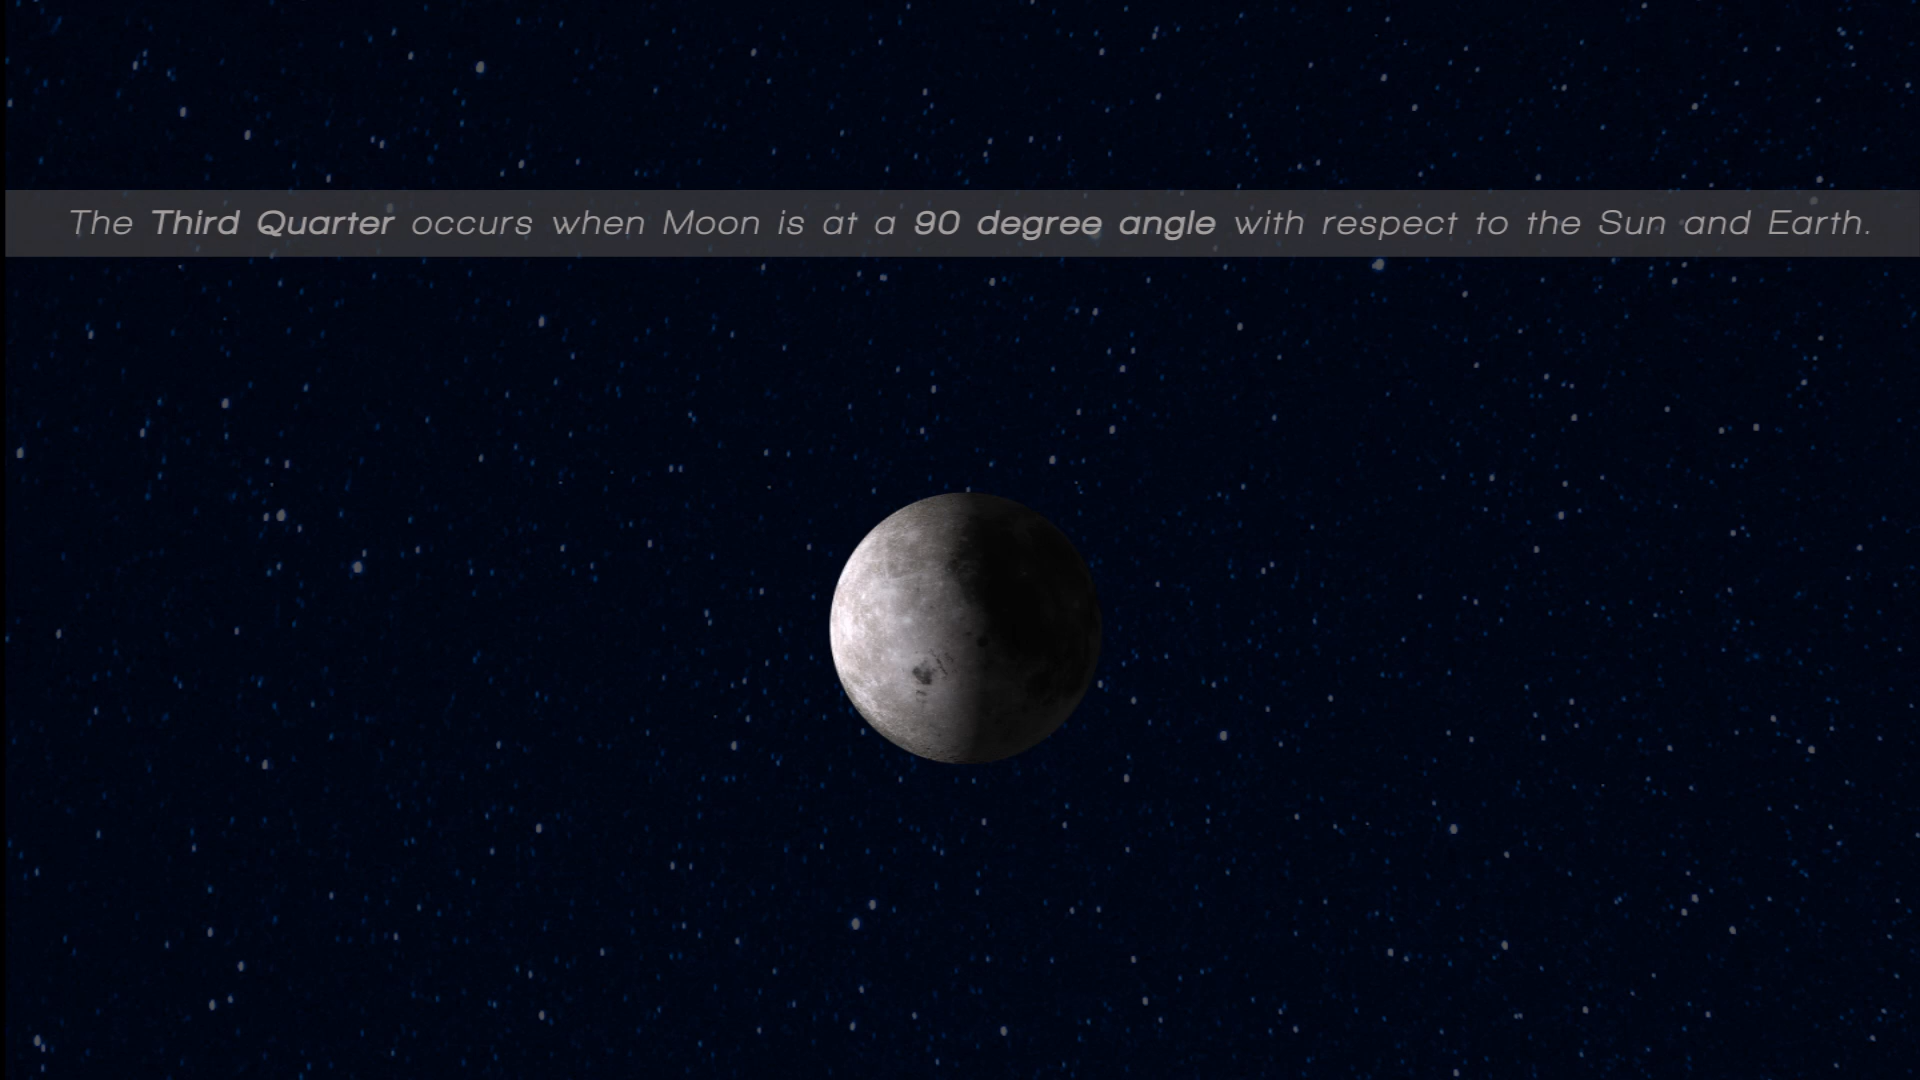 The Third Quarter occurs when Moon is at a 90 degree angle with respect to the Sun and Earth.